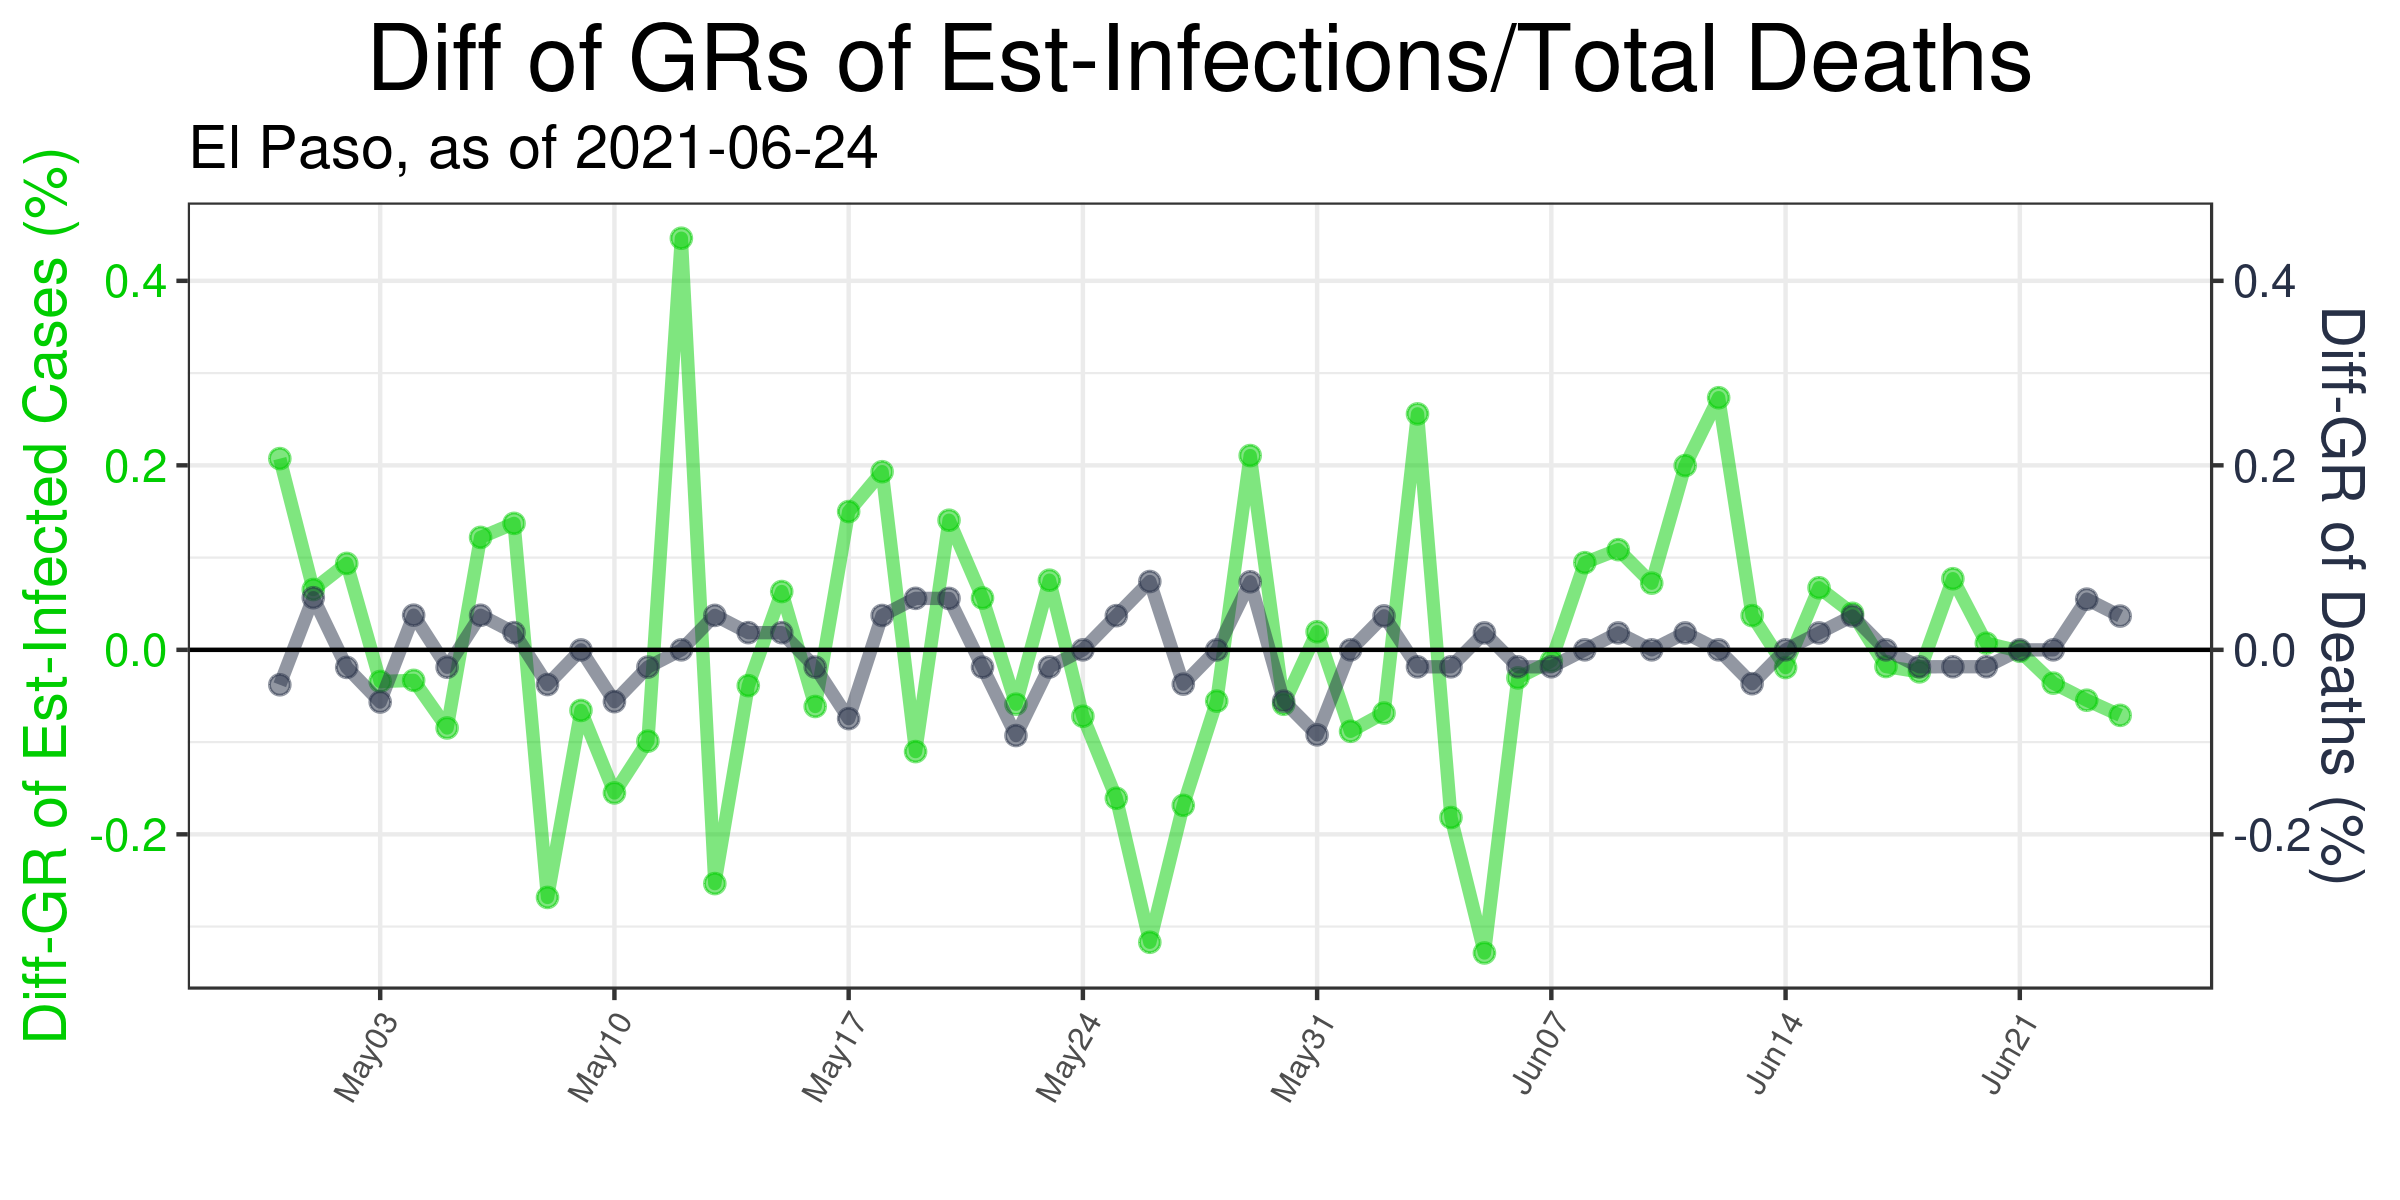 Diff of GRs of Est-Infections/Total Deaths
El Paso, as of 2021-06-24
Diff-GR of Est-Infected Cases (%)
0.4
0.2
0.0
-0.2
0.4
0.2
0.0
-0.2
Diff-GR of Deaths (%)
May03
May10
May17
May24
May31
Jun07
Jun14
Jun21